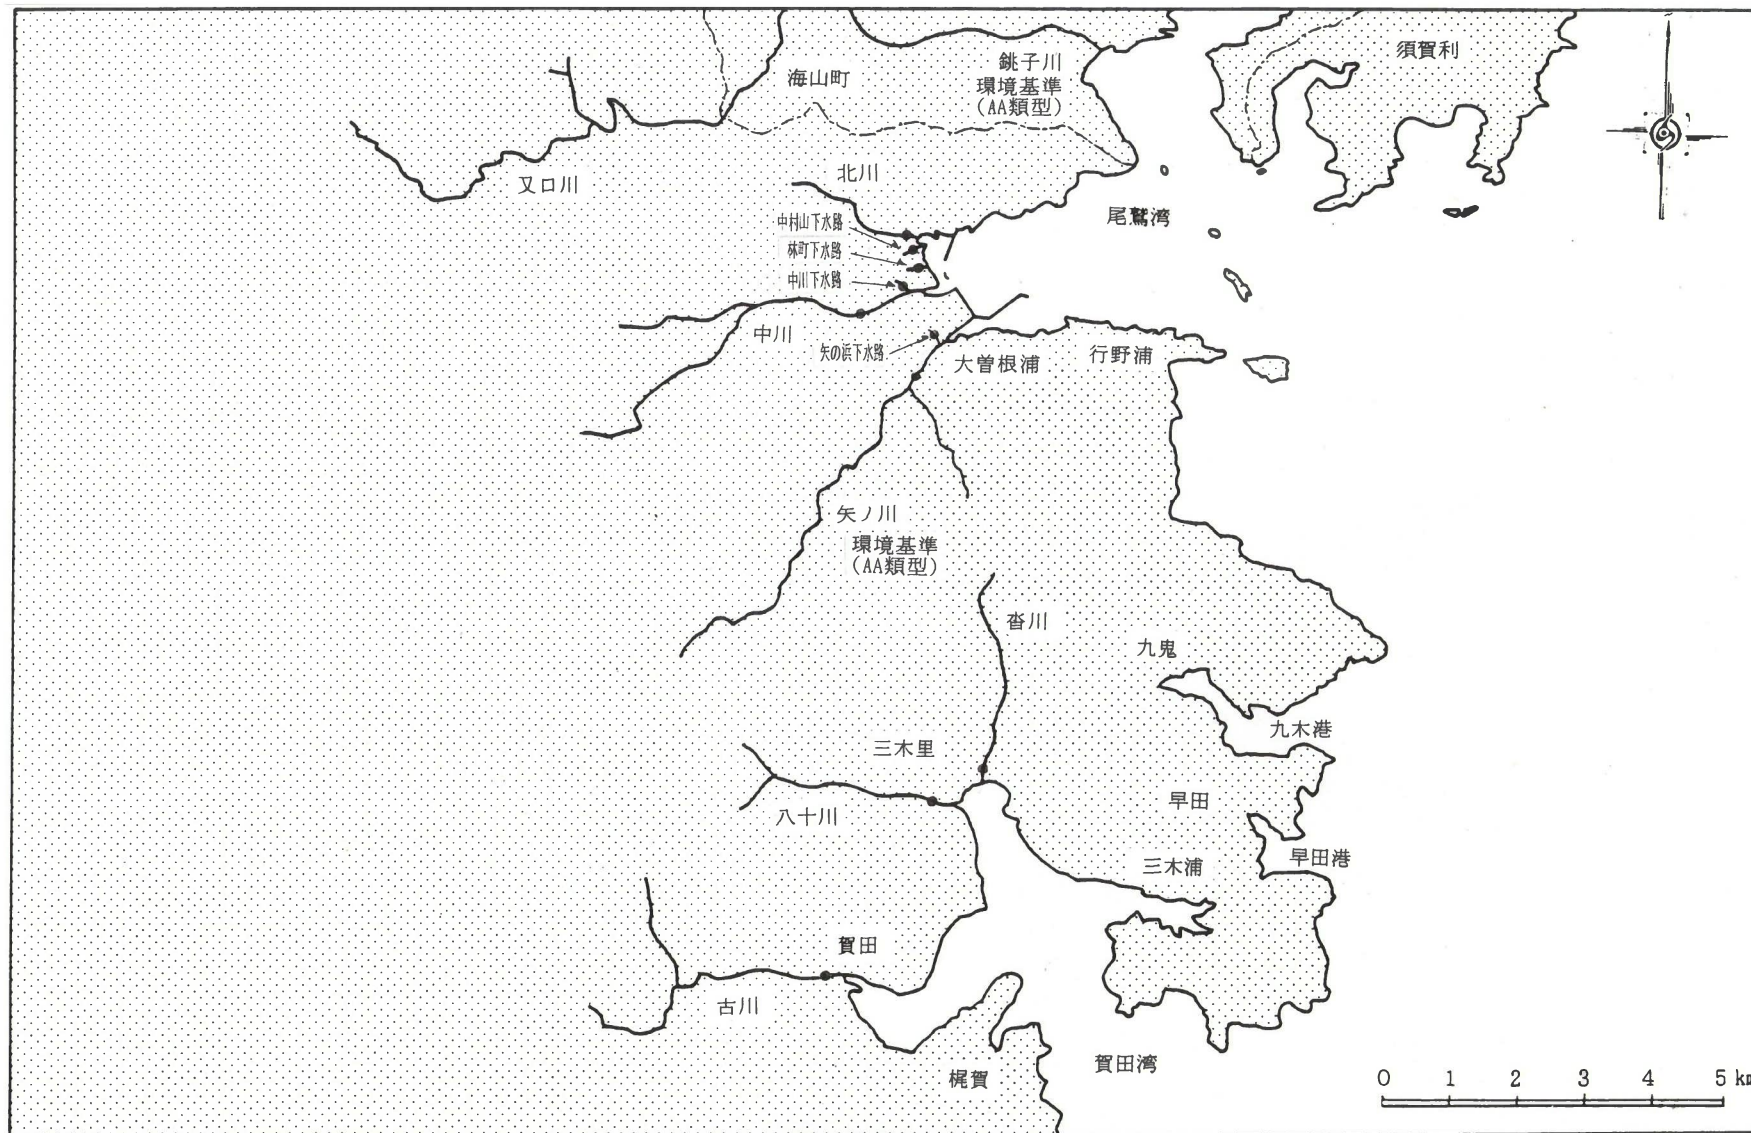 須賀利
銚子川
環境基準
(AA類型)
海山町
又口川
北川
尾鷲湾
中村山下水路
林町下水路
中川下水路
中川
矢の浜下水路
大曽根浦
行野浦
矢ノ川
環境基準
(AA類型)
沓川
九鬼
九木港
三木里
早田
八十川
早田港
三木浦
賀田
古川
賀田湾
梶賀
0 1 2 3 4 5 km